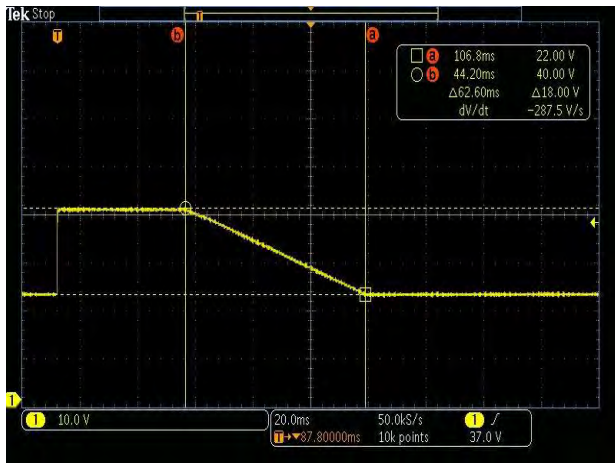 Tek Stop
T
T b a
a 106.8ms 22.00 V
b 44.20ms 40.00 V
Δ62.60ms Δ18.00 V
dV/dt -287.5 V/s
1
1 10.0 V
20.0ms 50.0kS/s 1
T→▼87.80000ms 10k points 37.0 V